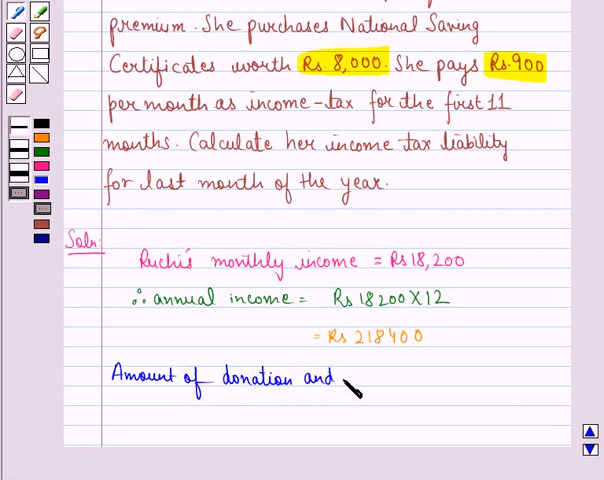 premium. She purchases National Saving
Certificates worth Rs. 8,000. She pays Rs. 900
per month as income-tax for the first 11
months. Calculate her income tax liability
for last month of the year.
Soln:
Ruchi's monthly income = Rs 18,200
∴ annual income = Rs 18200 X 12
= Rs 218400
Amount of donation and